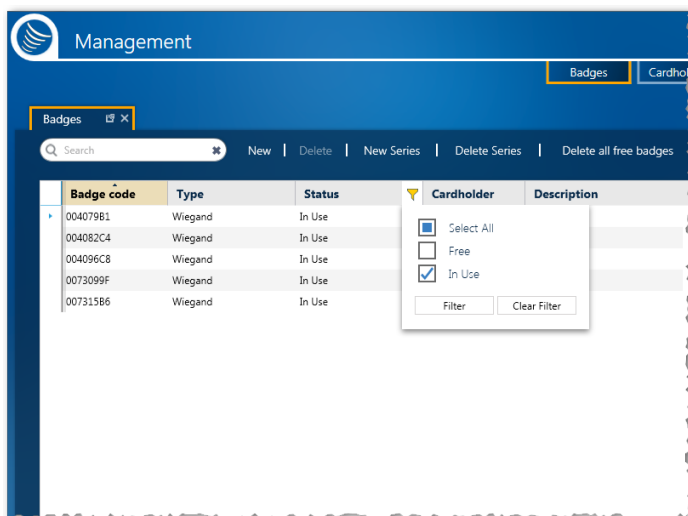 Management
Badges Cardhol
Badges
Search New Delete New Series Delete Series Delete all free badges
Badge code Type Status Cardholder Description
004079B1 Wiegand In Use
004082C4 Wiegand In Use
004096C8 Wiegand In Use
0073099F Wiegand In Use
007315B6 Wiegand In Use
Select All
Free
In Use
Filter Clear Filter